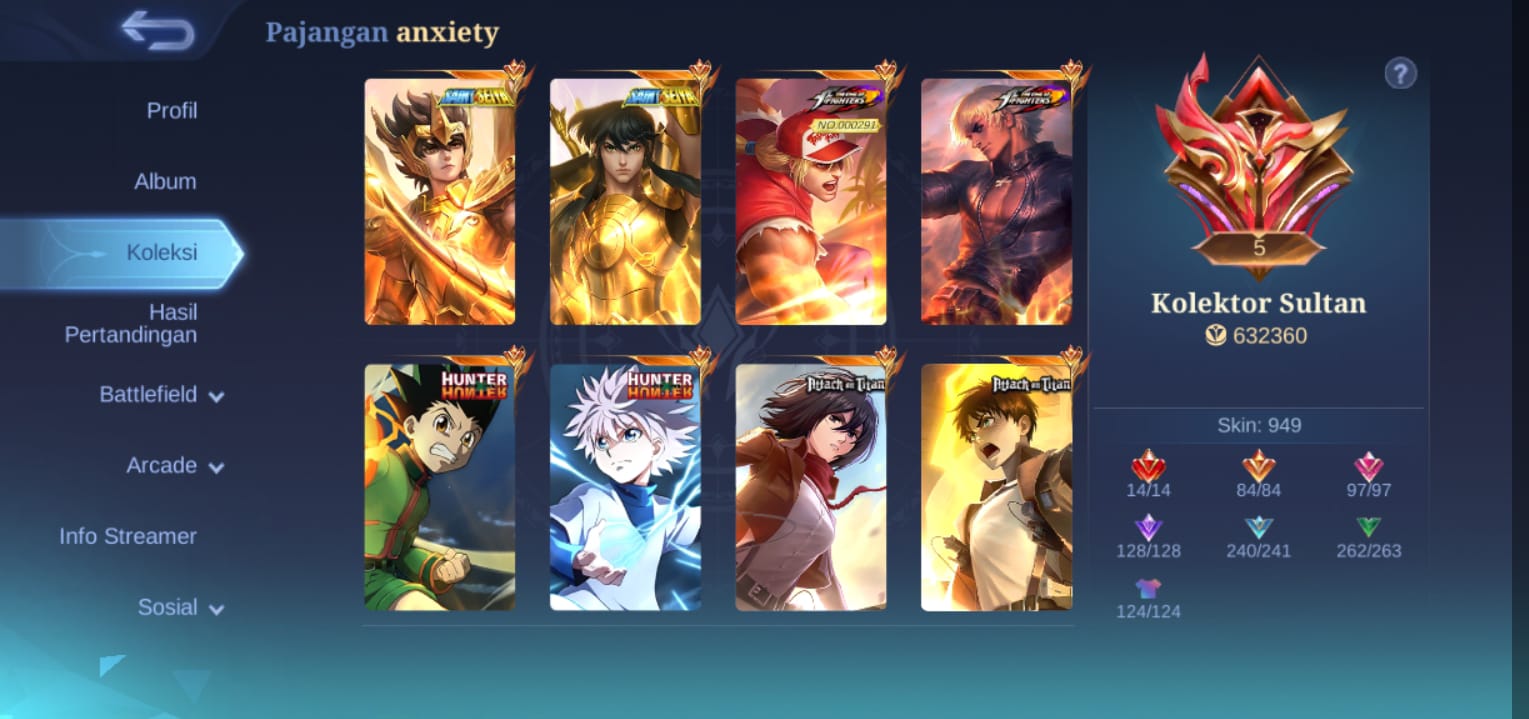 Pajangan anxiety
Profil
Album
Koleksi
Hasil
Pertandingan
Battlefield
Arcade
Info Streamer
Sosial
SAINT SEIYA
SAINT SEIYA
THE KING OF FIGHTERS
NO.000291
THE KING OF FIGHTERS
HUNTER
HUNTER
HUNTER
HUNTER
Attack on Titan
Attack on Titan
?
5
Kolektor Sultan
632360
Skin: 949
14/14
84/84
97/97
128/128
240/241
262/263
124/124